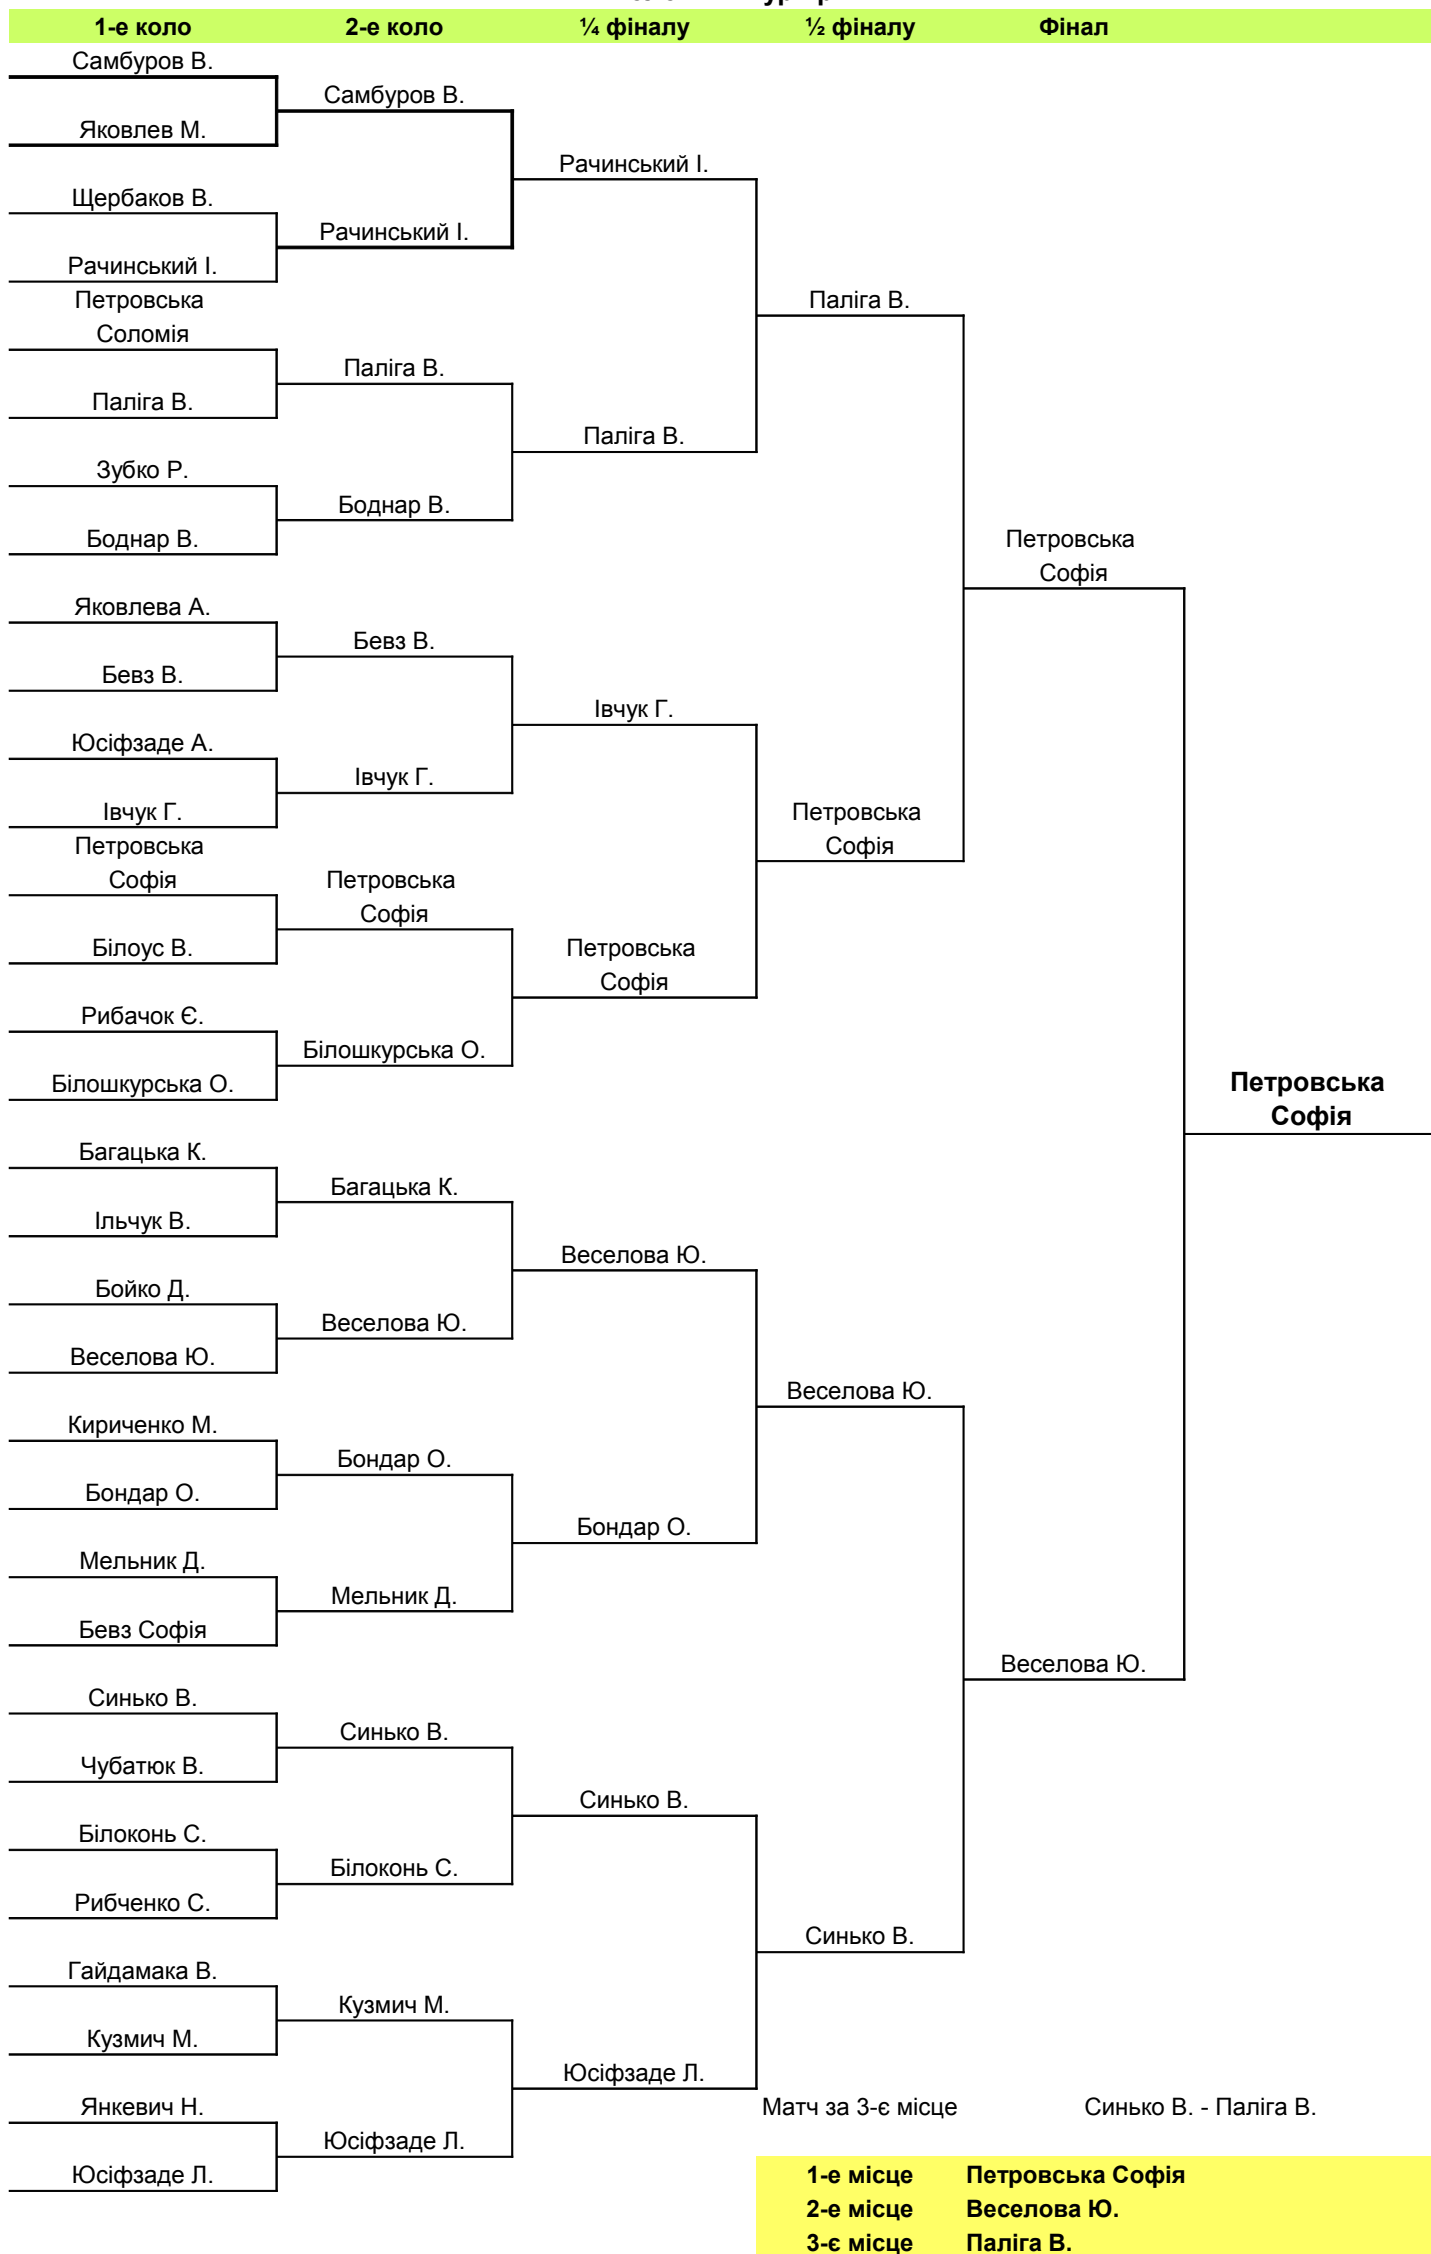 1-е коло 2-е коло ¼ фіналу ½ фіналу Фінал
Самбуров В.
Самбуров В.
Яковлев М.
Рачинський І.
Щербаков В.
Рачинський І.
Рачинський І.
Петровська
Соломія
Паліга В.
Паліга В.
Паліга В.
Паліга В.
Зубко Р.
Боднар В.
Боднар В.
Петровська
Софія
Яковлева А.
Бевз В.
Бевз В.
Івчук Г.
Юсіфзаде А.
Івчук Г.
Івчук Г.
Петровська
Софія
Петровська
Софія
Петровська
Софія
Білоус В.
Петровська
Софія
Рибачок Є.
Білошкурська О.
Білошкурська О.
Петровська
Софія
Багацька К.
Багацька К.
Ільчук В.
Веселова Ю.
Бойко Д.
Веселова Ю.
Веселова Ю.
Веселова Ю.
Кириченко М.
Бондар О.
Бондар О.
Бондар О.
Мельник Д.
Мельник Д.
Бевз Софія
Веселова Ю.
Синько В.
Синько В.
Чубатюк В.
Синько В.
Білоконь С.
Білоконь С.
Рибченко С.
Синько В.
Гайдамака В.
Кузмич М.
Кузмич М.
Юсіфзаде Л.
Янкевич Н.
Матч за 3-є місце Синько В. - Паліга В.
Юсіфзаде Л.
Юсіфзаде Л.
1-е місце Петровська Софія
2-е місце Веселова Ю.
3-є місце Паліга В.